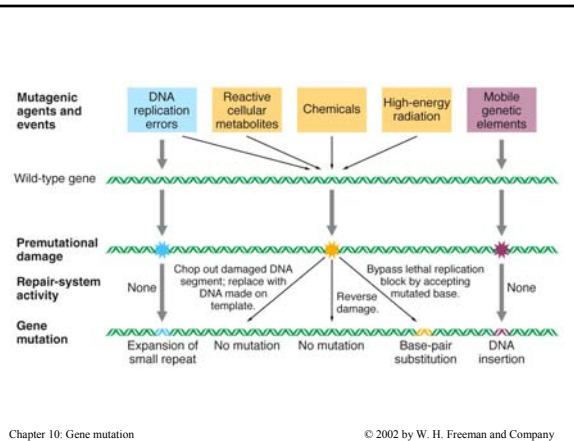 Mutagenic
agents and
events
DNA
replication
errors
Reactive
cellular
metabolites
Chemicals
High-energy
radiation
Mobile
genetic
elements
Wild-type gene
Premutational
damage
Repair-system
activity
None
Chop out damaged DNA
segment; replace with
DNA made on
template.
Reverse
damage.
Bypass lethal replication
block by accepting
mutated base.
None
Gene
mutation
Expansion of
small repeat
No mutation
No mutation
Base-pair
substitution
DNA
insertion
Chapter 10: Gene mutation
© 2002 by W. H. Freeman and Company